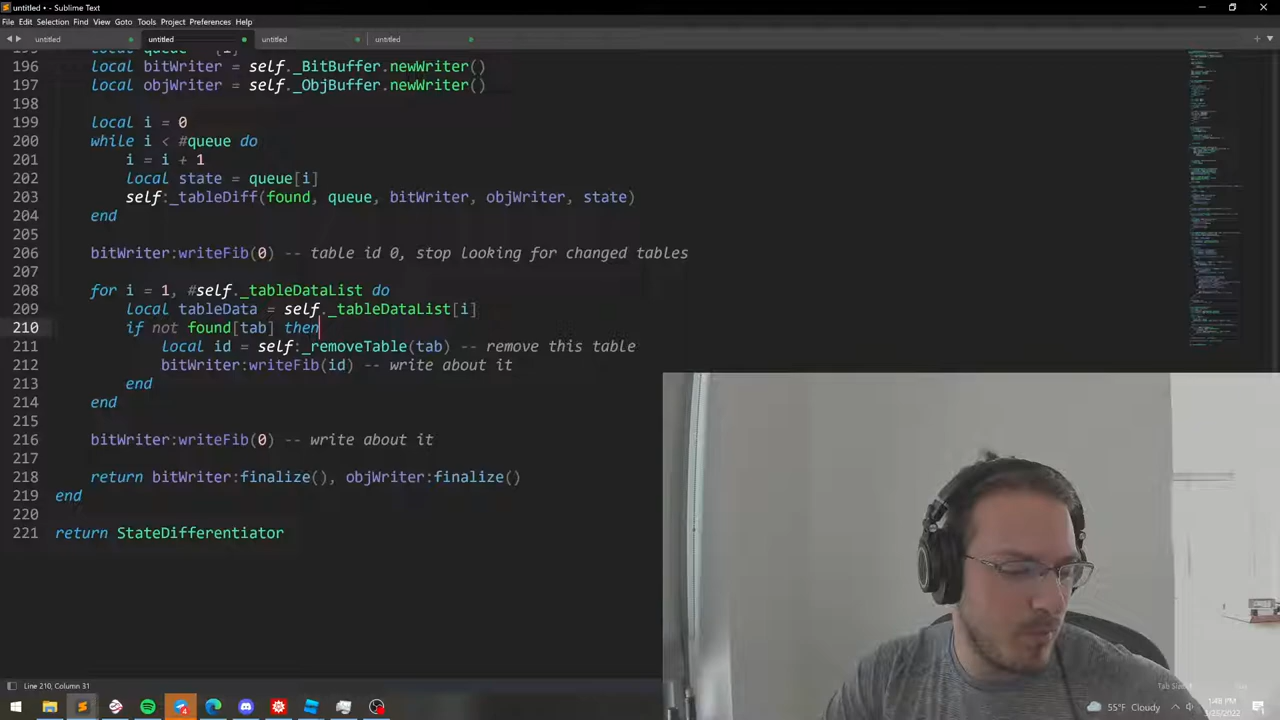 untitled • - Sublime Text
File Edit Selection Find View Goto Tools Project Preferences Help
untitled untitled untitled untitled
196 local bitWriter = self._BitBuffer.newWriter()
197 local objWriter = self._ObjBuffer.newWriter()
198
199 local i = 0
200 while i < #queue do
201 i = i + 1
202 local state = queue[i]
203 self:_tableDiff(found, queue, bitWriter, objWriter, state)
204 end
205
206 bitWriter:writeFib(0) -- table id 0, stop looking for changed tables
207
208 for i = 1, #self._tableDataList do
209 local tableData = self._tableDataList[i]
210 if not found[tab] then
211 local id = self:_removeTable(tab) -- remove this table
212 bitWriter:writeFib(id) -- write about it
213 end
214 end
215
216 bitWriter:writeFib(0) -- write about it
217
218 return bitWriter:finalize(), objWriter:finalize()
219 end
220
221 return StateDifferentiator
Line 210, Column 31
55°F Cloudy
1:48 PM